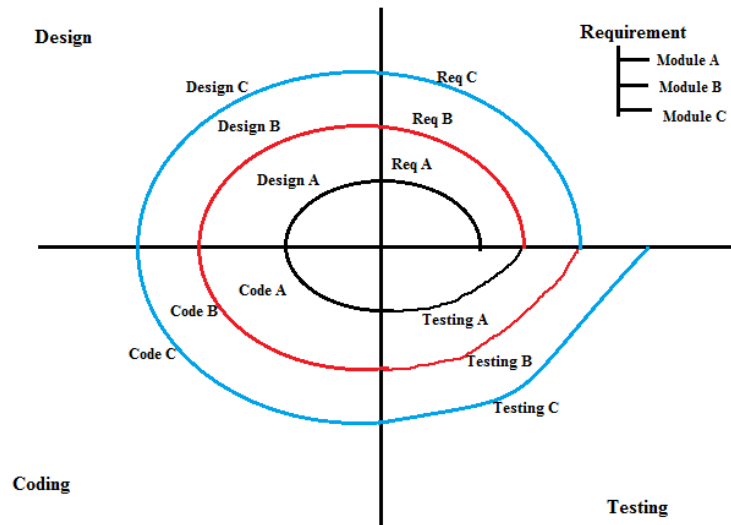 Design
Requirement
Module A
Module B
Module C
Design C
Req C
Design B
Req B
Design A
Req A
Code A
Code B
Code C
Testing A
Testing B
Testing C
Coding
Testing